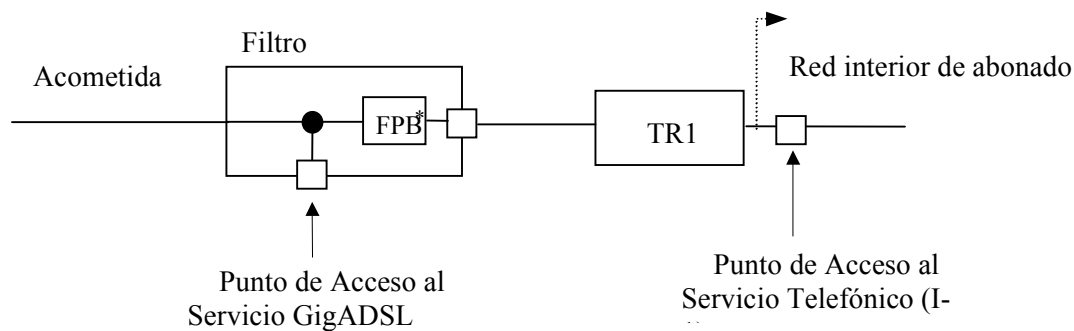 Filtro
Acometida
Red interior de abonado
FPB*
TR1
Punto de Acceso al
Servicio GigADSL
Punto de Acceso al
Servicio Telefónico (I-